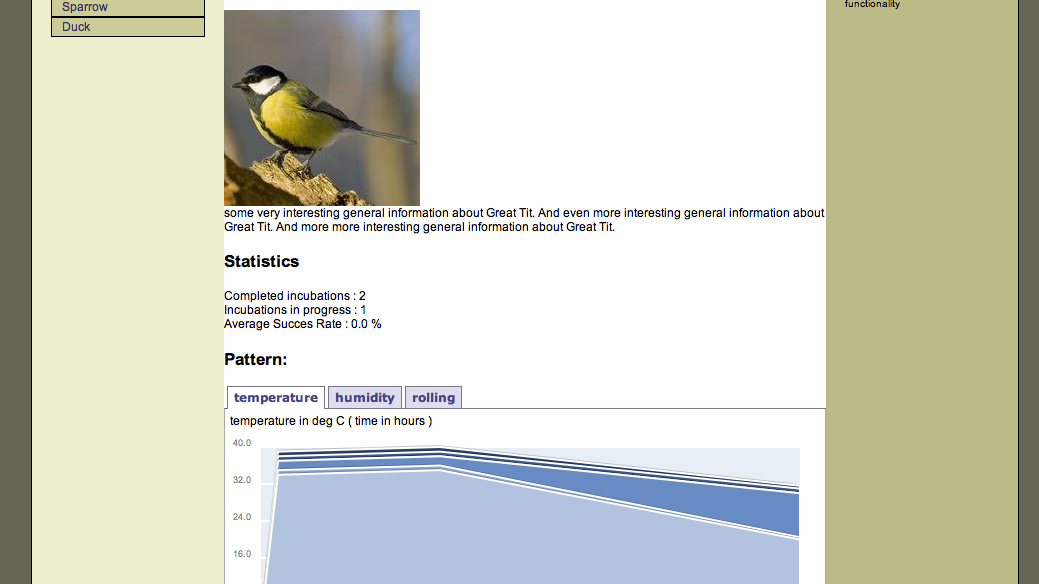 Sparrow
Duck
functionality
some very interesting general information about Great Tit. And even more interesting general information about
Great Tit. And more more interesting general information about Great Tit.
Statistics
Completed incubations : 2
Incubations in progress : 1
Average Succes Rate : 0.0 %
Pattern:
temperature humidity rolling
temperature in deg C ( time in hours )
40.0
32.0
24.0
16.0